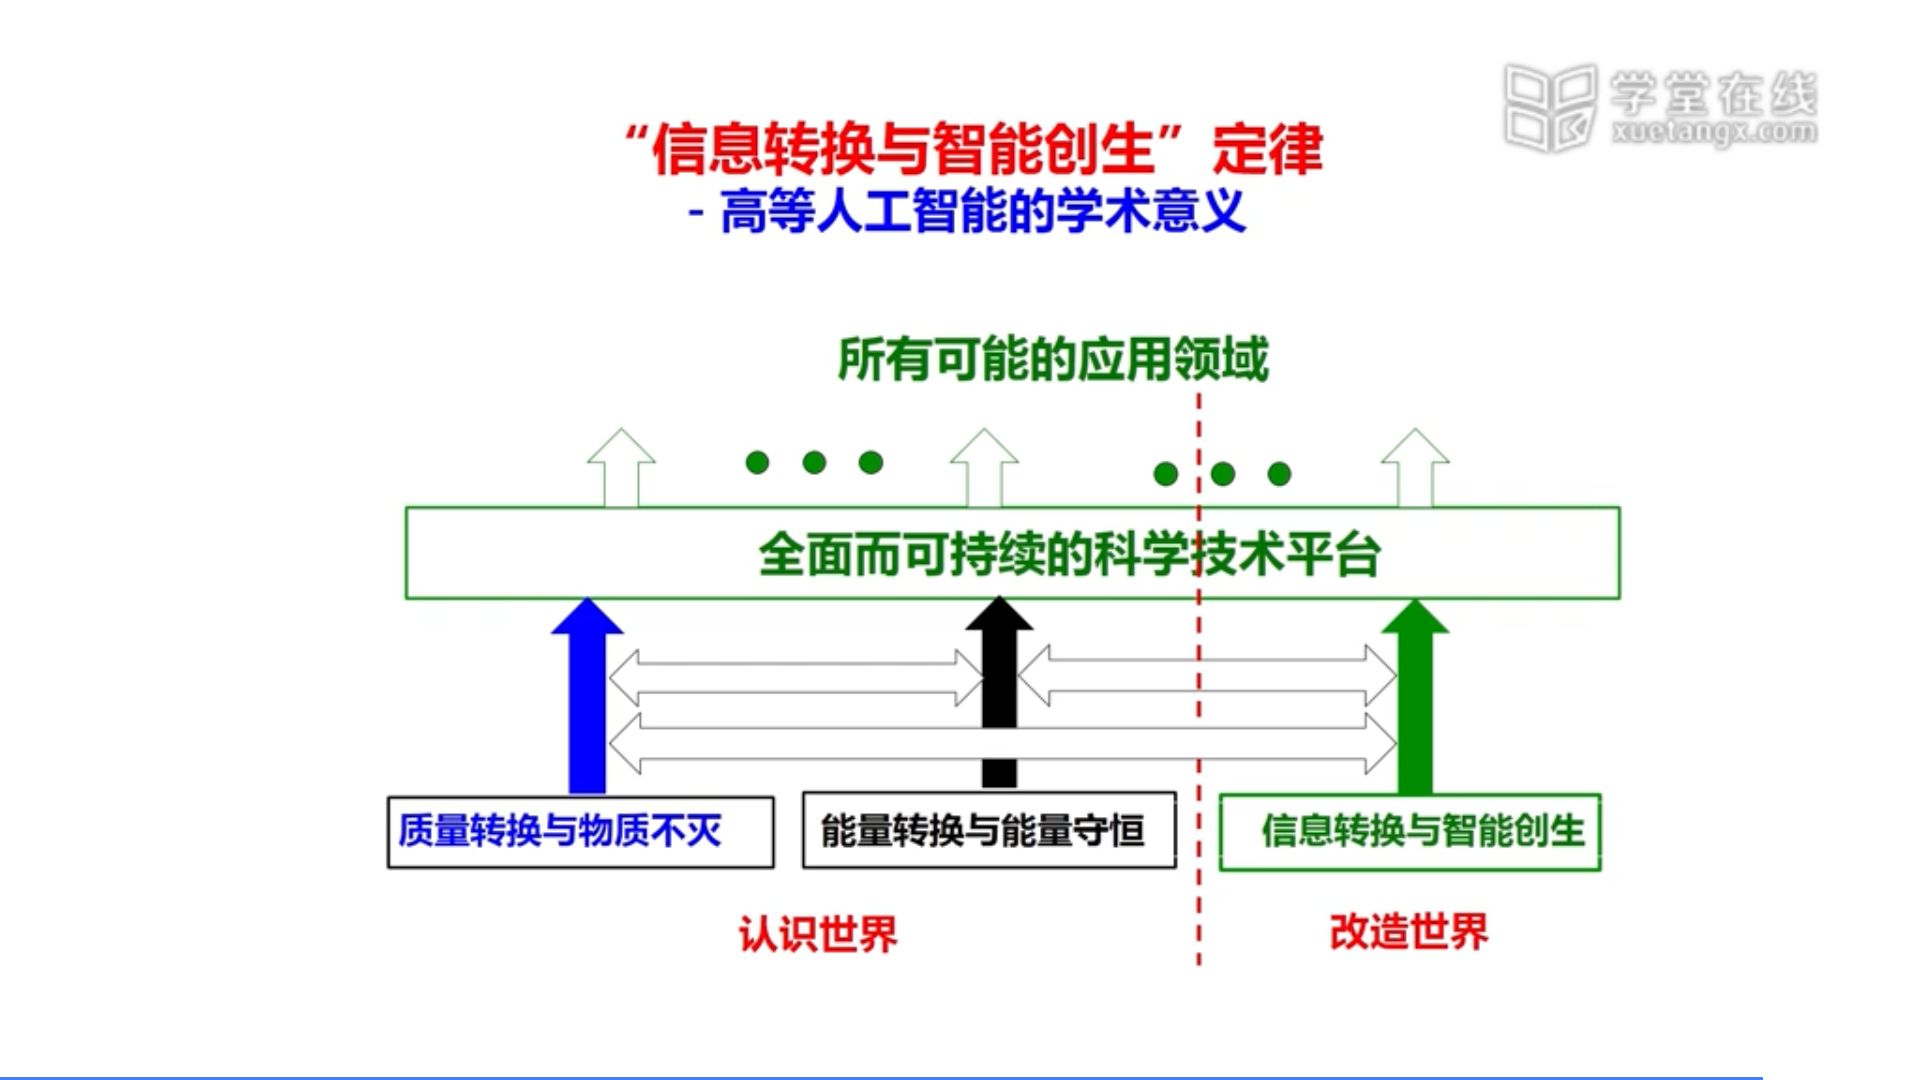 学堂在线
xuetangx.com
“信息转换与智能创生”定律
- 高等人工智能的学术意义
所有可能的应用领域
全面而可持续的科学技术平台
质量转换与物质不灭
能量转换与能量守恒
信息转换与智能创生
认识世界
改造世界